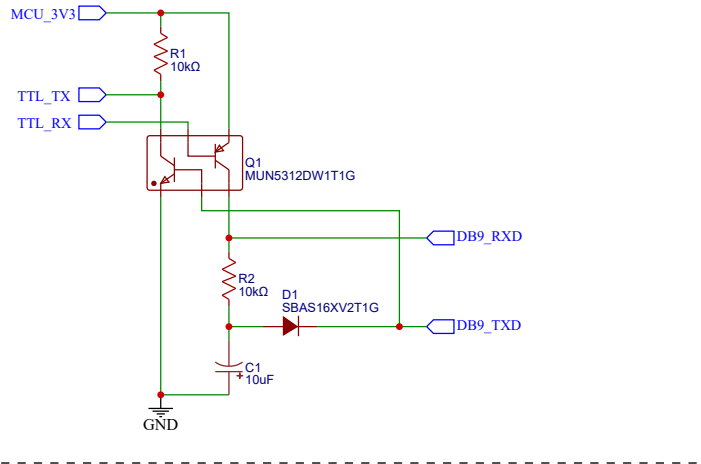 MCU_3V3
R1
10kΩ
TTL_TX
TTL_RX
Q1
MUN5312DW1T1G
DB9_RXD
R2
10kΩ
D1
SBAS16XV2T1G
DB9_TXD
C1
+
10uF
GND